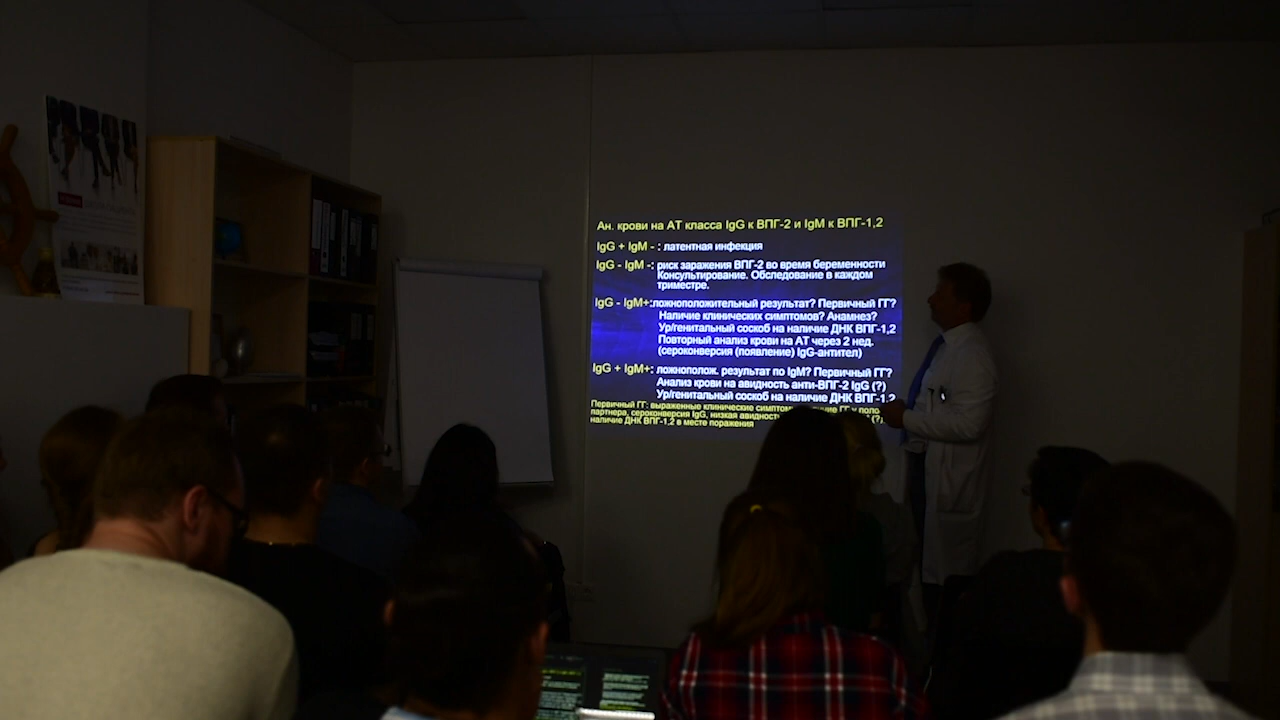 Ан. крови на АТ класса IgG к ВПГ-2 и IgM к ВПГ-1,2
IgG + IgM - : латентная инфекция
IgG - IgM -: риск заражения ВПГ-2 во время беременности
Консультирование. Обследование в каждом
триместре.
IgG - IgM+:ложноположительный результат? Первичный ГГ?
Наличие клинических симптомов? Анамнез?
Ур/генитальный соскоб на наличие ДНК ВПГ-1,2
Повторный анализ крови на АТ через 2 нед.
(сероконверсия (появление) IgG-антител)
IgG + IgM+: ложнополож. результат по IgM? Первичный ГГ?
Анализ крови на авидность анти-ВПГ-2 IgG (?)
Ур/генитальный соскоб на наличие ДНК ВПГ-1,2
Первичный ГГ: выраженные клинические ГГ у
партнера, сероконверсия IgG, низкая (?)
наличие ДНК ВПГ-1,2 в месте поражения